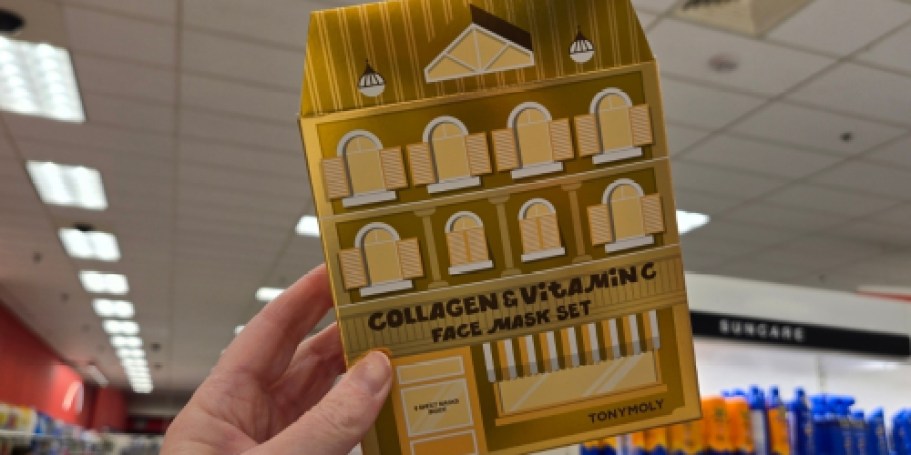 COLLAGEN & VITAMIN C
FACE MASK SET
TONYMOLY
SUNCARE